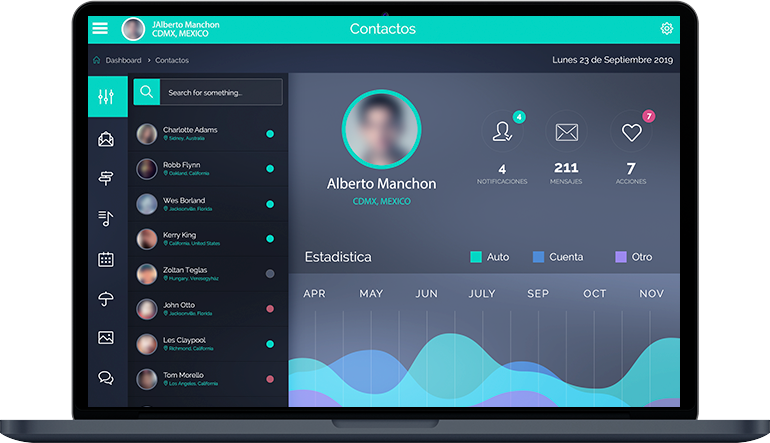 JAlberto Manchon
CDMX, MEXICO
Contactos
Dashboard > Contactos
Lunes 23 de Septiembre 2019
Search for something...
Charlotte Adams
Sidney, Australia
Robb Flynn
Oakland, California
Wes Borland
Jacksonville, Florida
Kerry King
California, United States
Zoltan Teglas
Hungary, Veresegyhoz
John Otto
Jacksonville, Florida
Les Claypool
Richmond, California
Tom Morello
Los Angeles, California
Alberto Manchon
CDMX, MEXICO
4
4
NOTIFICACIONES
211
MENSAJES
7
7
ACCIONES
Estadistica
Auto
Cuenta
Otro
APR MAY JUN JULY SEP OCT NOV